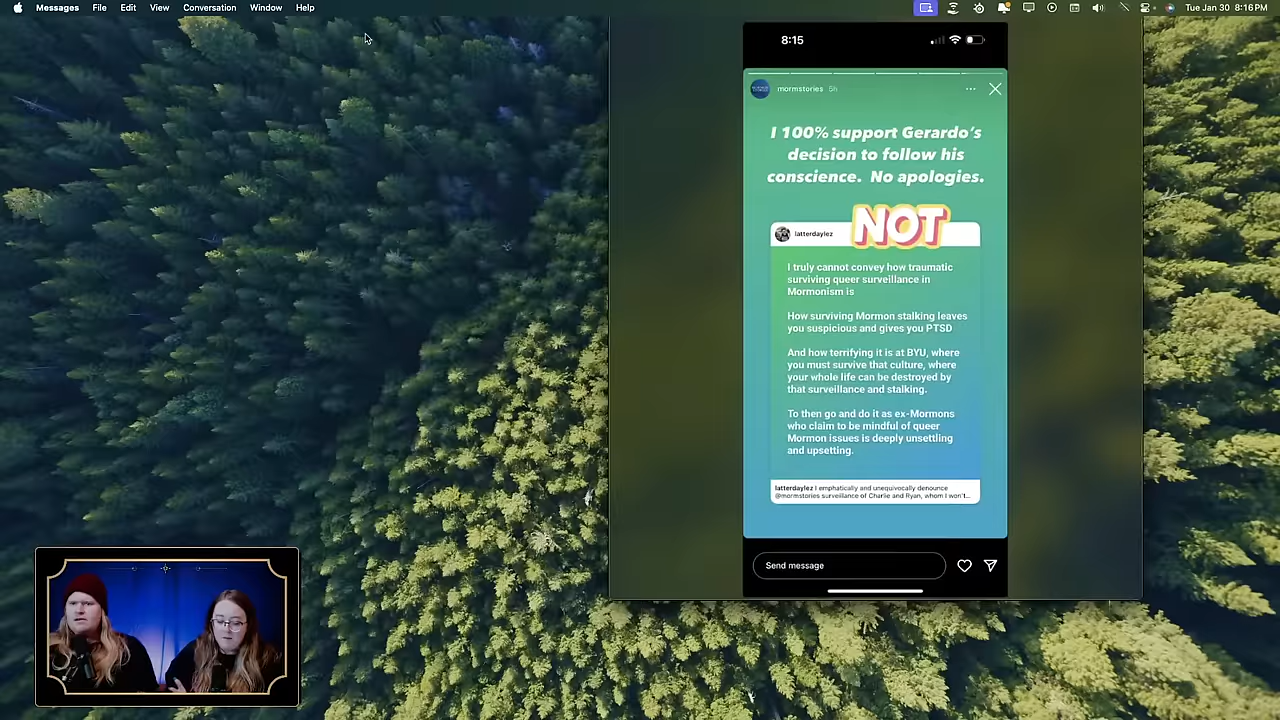 Messages File Edit View Conversation Window Help
Tue Jan 30 8:16 PM
8:15
mormstories 5h
I 100% support Gerardo's
decision to follow his
conscience. No apologies.
NOT
latterdaylez
I truly cannot convey how traumatic
surviving queer surveillance in
Mormonism is
How surviving Mormon stalking leaves
you suspicious and gives you PTSD
And how terrifying it is at BYU, where
you must survive that culture, where
your whole life can be destroyed by
that surveillance and stalking.
To then go and do it as ex-Mormons
who claim to be mindful of queer
Mormon issues is deeply unsettling
and upsetting.
latterdaylez I emphatically and unequivocally denounce
@mormstories surveillance of Charlie and Ryan, whom I won't...
Send message